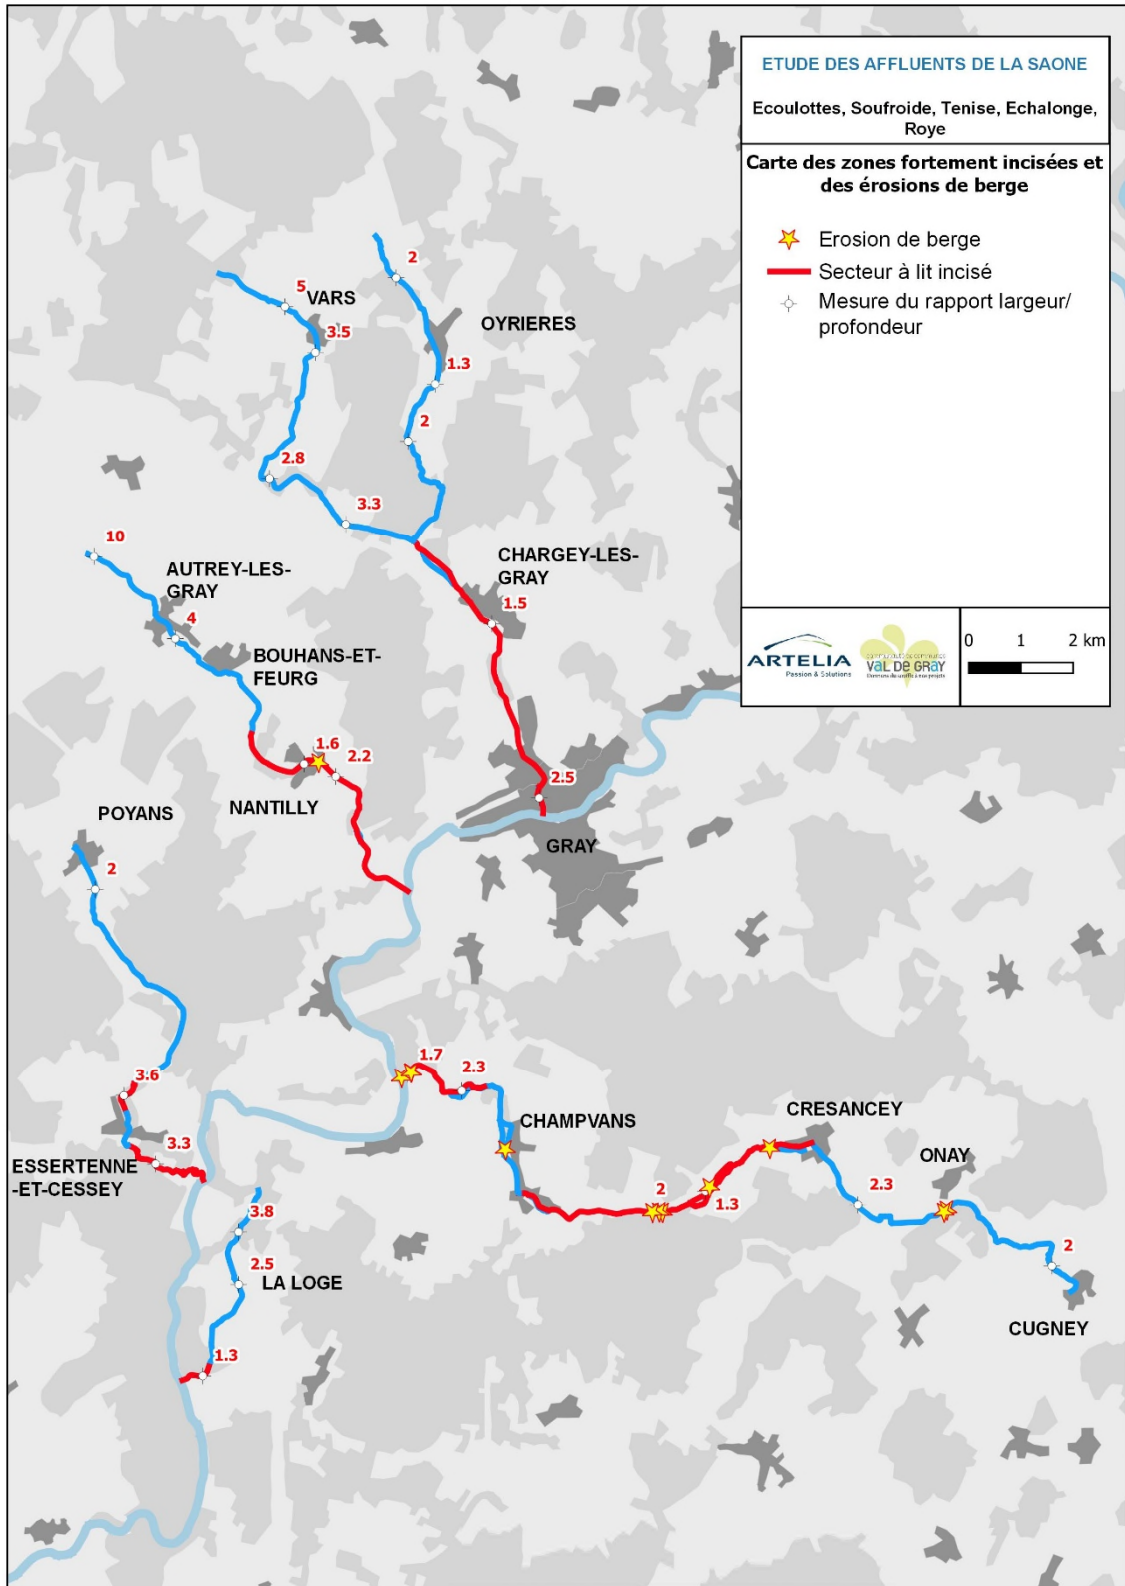 ETUDE DES AFFLUENTS DE LA SAONE
Ecoulottes, Soufroide, Tenise, Echalonge,
Roye
Carte des zones fortement incisées et
des érosions de berge
Erosion de berge
Secteur à lit incisé
Mesure du rapport largeur/
profondeur
ARTELIA
Passion & Solutions
VAL DE GRAY
0 1 2 km
2
5
VARS
3.5
OYRIERES
1.3
2
2.8
3.3
10
AUTREY-LES-
GRAY
4
CHARGEY-LES-
GRAY
1.5
BOUHANS-ET-
FEURG
1.6
2.2
2.5
NANTILLY
POYANS
GRAY
2
1.7
2.3
3.6
CHAMPVANS
CRESANCEY
3.3
ESSERTENNE
-ET-CESSEY
ONAY
2
1.3
2.3
3.8
2
2.5
LA LOGE
CUGNEY
1.3